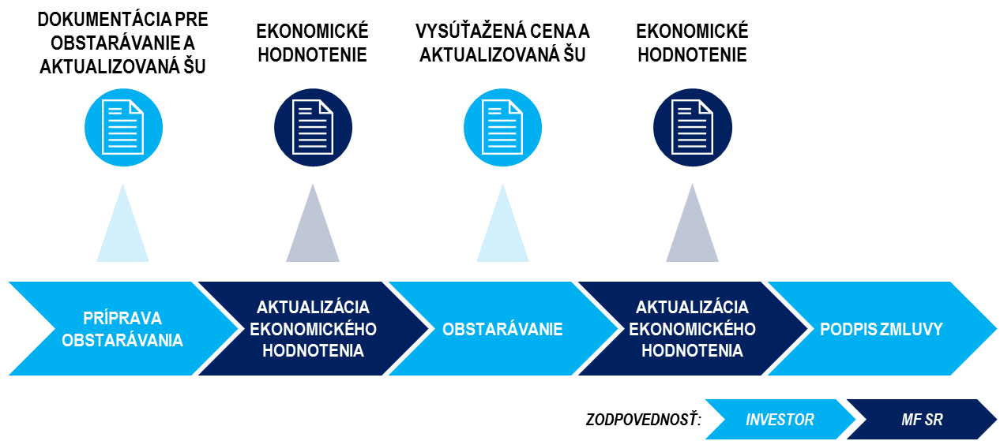 DOKUMENTÁCIA PRE
OBSTARÁVANIE A
AKTUALIZOVANÁ ŠU
EKONOMICKÉ
HODNOTENIE
VYSÚŤAŽENÁ CENA A
AKTUALIZOVANÁ ŠU
EKONOMICKÉ
HODNOTENIE
PRÍPRAVA
OBSTARÁVANIA
AKTUALIZÁCIA
EKONOMICKÉHO
HODNOTENIA
OBSTARÁVANIE
AKTUALIZÁCIA
EKONOMICKÉHO
HODNOTENIA
PODPIS ZMLUVY
ZODPOVEDNOSŤ:
INVESTOR
MF SR